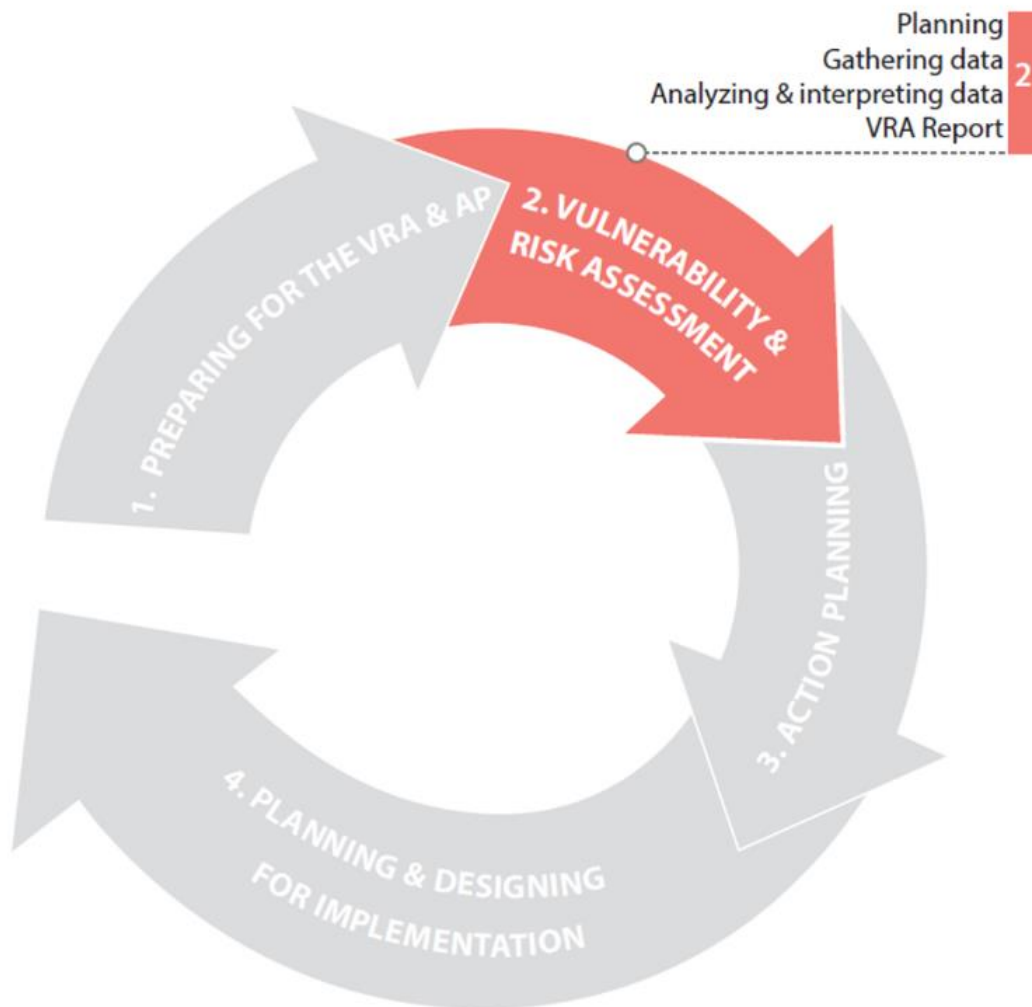 Planning
Gathering data
Analyzing & interpreting data
VRA Report
2
1. PREPARING FOR THE VRA & AP
2. VULNERABILITY &
RISK ASSESSMENT
3. ACTION PLANNING
4. PLANNING & DESIGNING
FOR IMPLEMENTATION